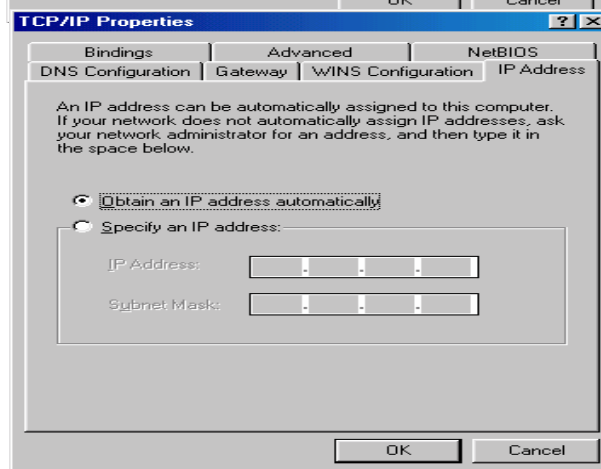 OK Cancel
TCP/IP Properties ? ×
Bindings Advanced NetBIOS
DNS Configuration Gateway WINS Configuration IP Address
An IP address can be automatically assigned to this computer.
If your network does not automatically assign IP addresses, ask
your network administrator for an address, and then type it in
the space below.
Obtain an IP address automatically
Specify an IP address:
IP Address: . . .
Subnet Mask: . . .
OK Cancel